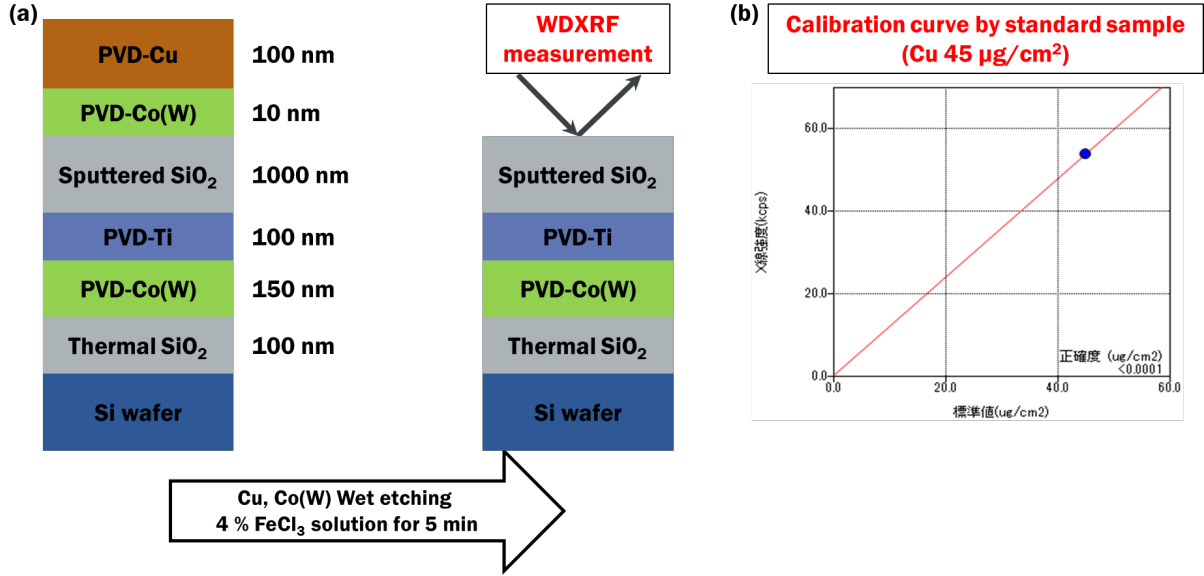 (a)
PVD-Cu
100 nm
PVD-Co(W)
10 nm
Sputtered SiO₂
1000 nm
PVD-Ti
100 nm
PVD-Co(W)
150 nm
Thermal SiO₂
100 nm
Si wafer
WDXRF
measurement
Sputtered SiO₂
PVD-Ti
PVD-Co(W)
Thermal SiO₂
Si wafer
Cu, Co(W) Wet etching
4 % FeCl₃ solution for 5 min
(b)
Calibration curve by standard sample
(Cu 45 μg/cm²)
X線強度(kcps)
60.0
40.0
20.0
0.0
0.0
20.0
40.0
60.0
正確度 (ug/cm2)
<0.0001
標準値(ug/cm2)